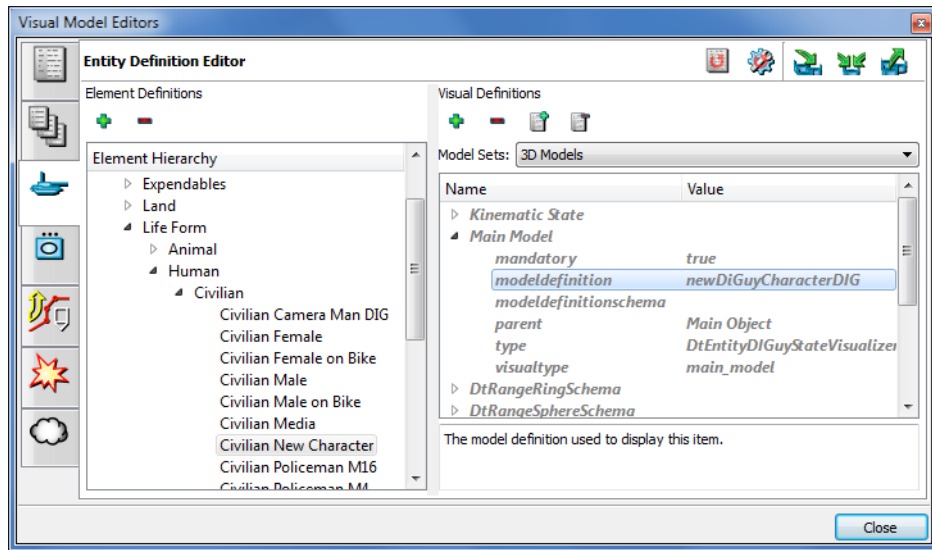 Visual Model Editors
Entity Definition Editor
Element Definitions
Visual Definitions
Model Sets: 3D Models
Element Hierarchy
Expendables
Land
Life Form
Animal
Human
Civilian
Civilian Camera Man DIG
Civilian Female
Civilian Female on Bike
Civilian Male
Civilian Male on Bike
Civilian Media
Civilian New Character
Civilian Policeman M16
Civilian Policeman M4
Name Value
Kinematic State
Main Model
mandatory true
modeldefinition newDiGuyCharacterDIG
modeldefinitionschema
parent Main Object
type DtEntityDIGuyStateVisualizer
visualtype main_model
DtRangeRingSchema
DtRangeSphereSchema
The model definition used to display this item.
Close